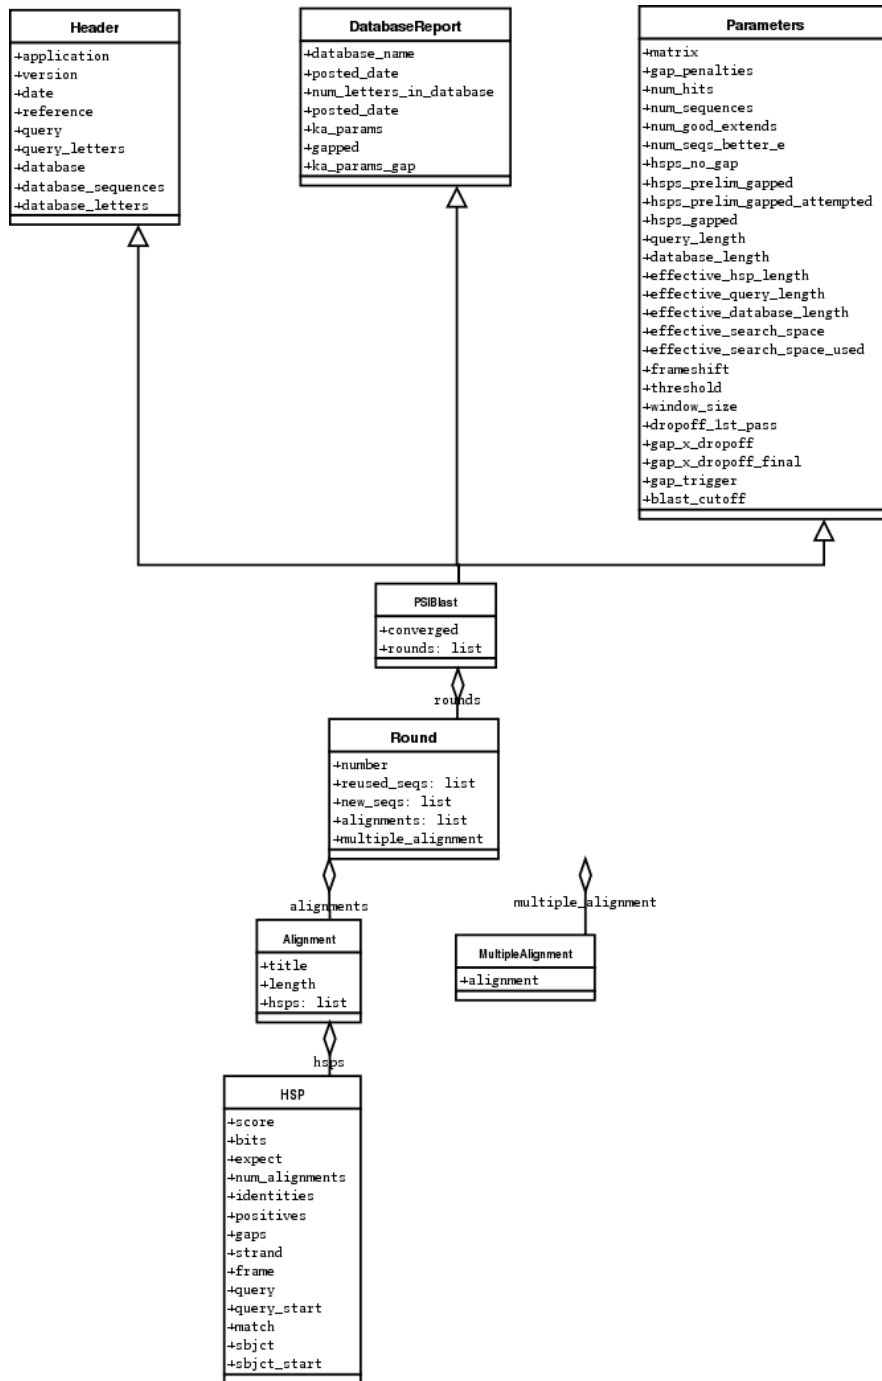 Header
+application
+version
+date
+reference
+query
+query_letters
+database
+database_sequences
+database_letters
DatabaseReport
+database_name
+posted_date
+num_letters_in_database
+posted_date
+ka_params
+gapped
+ka_params_gap
Parameters
+matrix
+gap_penalties
+num_hits
+num_sequences
+num_good_extends
+num_seqs_better_e
+hsps_no_gap
+hsps_prelim_gapped
+hsps_prelim_gapped_attempted
+hsps_gapped
+query_length
+database_length
+effective_hsp_length
+effective_query_length
+effective_database_length
+effective_search_space
+effective_search_space_used
+frameshift
+threshold
+window_size
+dropoff_1st_pass
+gap_x_dropoff
+gap_x_dropoff_final
+gap_trigger
+blast_cutoff
PSIBlast
+converged
+rounds: list
rounds
Round
+number
+reused_seqs: list
+new_seqs: list
+alignments: list
+multiple_alignment
alignments
multiple_alignment
Alignment
+title
+length
+hsps: list
MultipleAlignment
+alignment
hsps
HSP
+score
+bits
+expect
+num_alignments
+identities
+positives
+gaps
+strand
+frame
+query
+query_start
+match
+sbjct
+sbjct_start